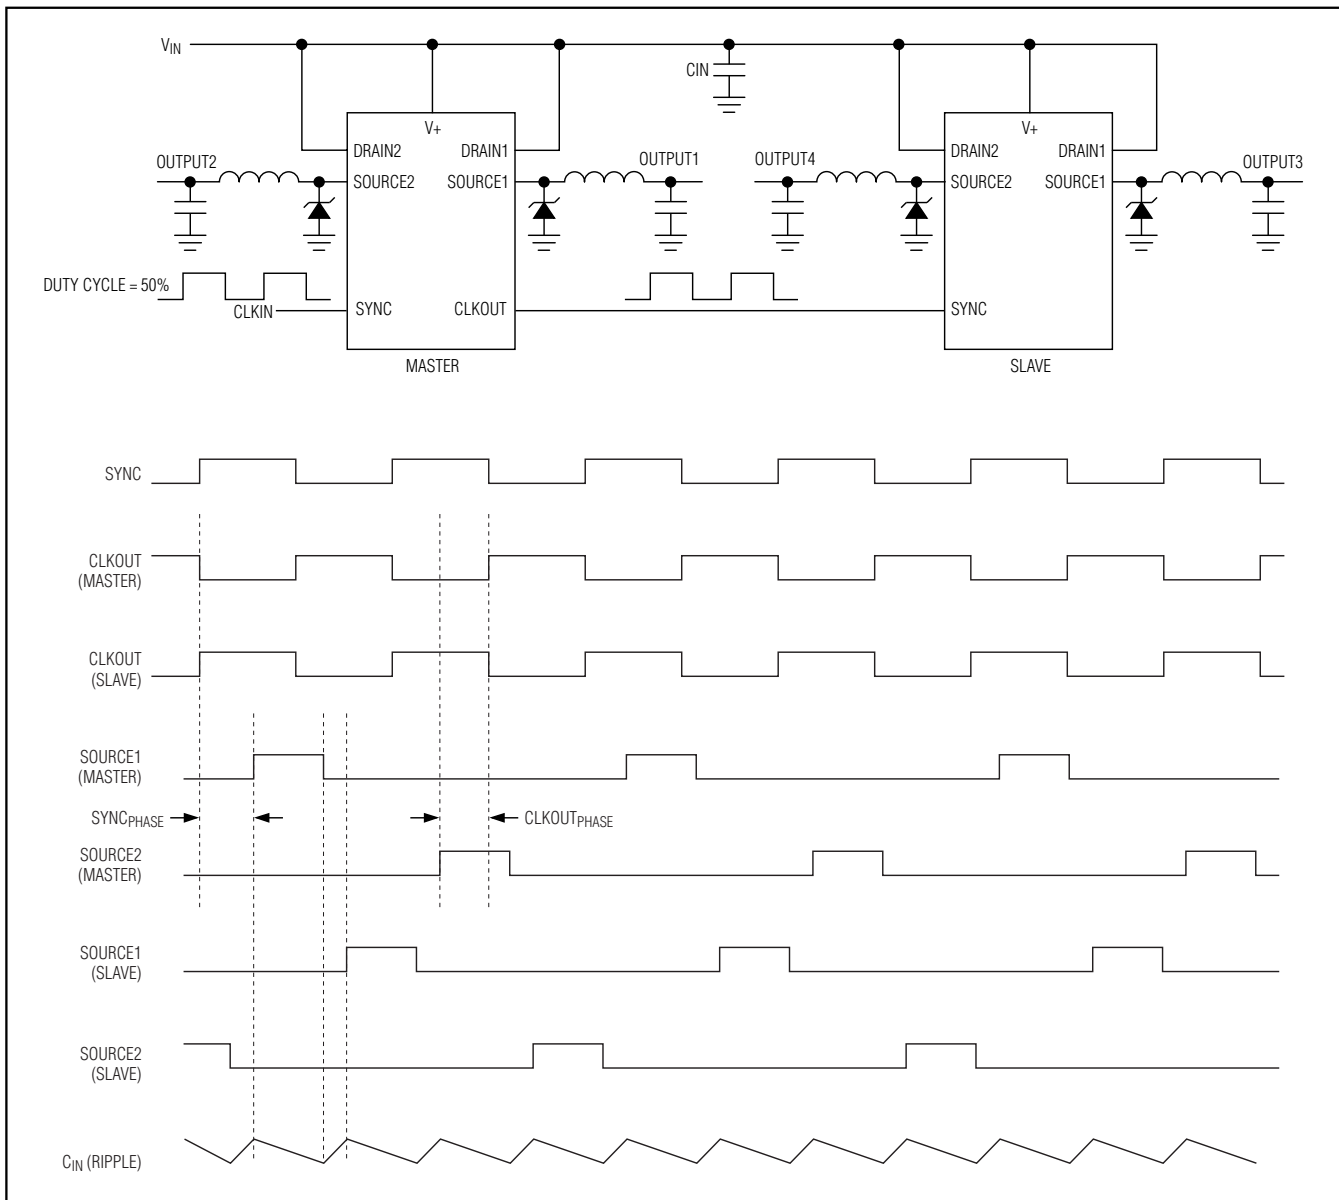 V_IN
CIN
V+
V+
DRAIN2 DRAIN1
DRAIN2 DRAIN1
OUTPUT2 OUTPUT1 OUTPUT4 OUTPUT3
SOURCE2 SOURCE1
SOURCE2 SOURCE1
DUTY CYCLE = 50%
CLKIN
SYNC CLKOUT
SYNC
MASTER
SLAVE
SYNC
CLKOUT
(MASTER)
CLKOUT
(SLAVE)
SOURCE1
(MASTER)
SYNC_PHASE
CLKOUT_PHASE
SOURCE2
(MASTER)
SOURCE1
(SLAVE)
SOURCE2
(SLAVE)
C_IN (RIPPLE)